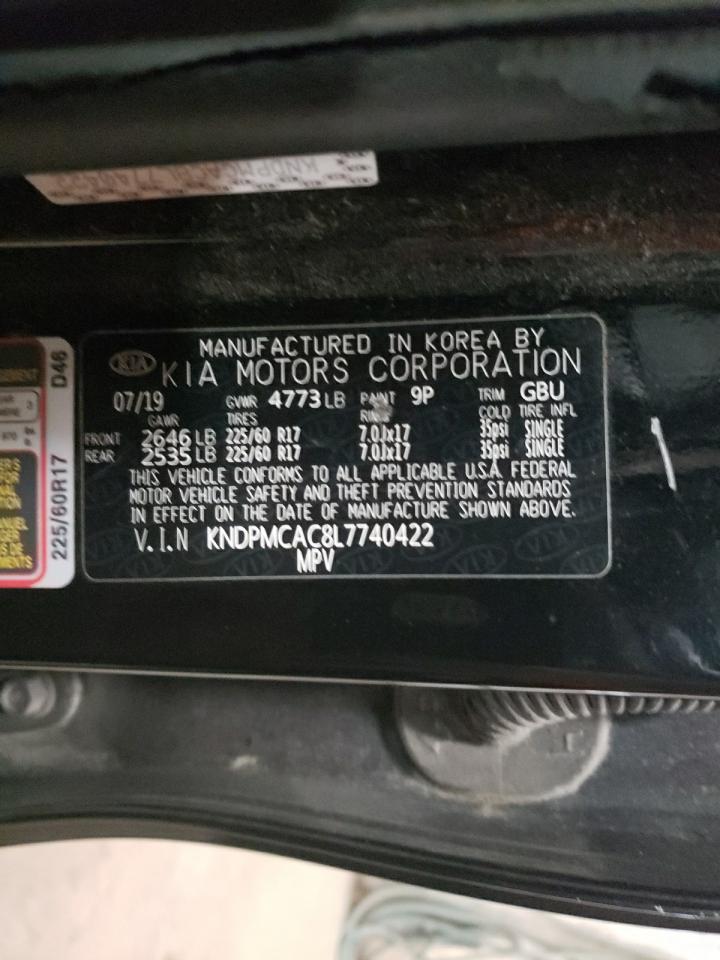 KNDPMCAC8L7740422
D46
225/60R17
MANUFACTURED IN KOREA BY
KIA KIA MOTORS CORPORATION
07/19 GVWR 4773 LB PAINT 9P TRIM GBU
GAWR TIRES COLD TIRE INFL
FRONT 2646 LB 225/60 R17 7.0Jx17 35psi SINGLE
REAR 2535 LB 225/60 R17 7.0Jx17 35psi SINGLE
THIS VEHICLE CONFORMS TO ALL APPLICABLE U.S.A. FEDERAL
MOTOR VEHICLE SAFETY AND THEFT PREVENTION STANDARDS
IN EFFECT ON THE DATE OF MANUFACTURE SHOWN ABOVE.
V.I.N KNDPMCAC8L7740422
MPV